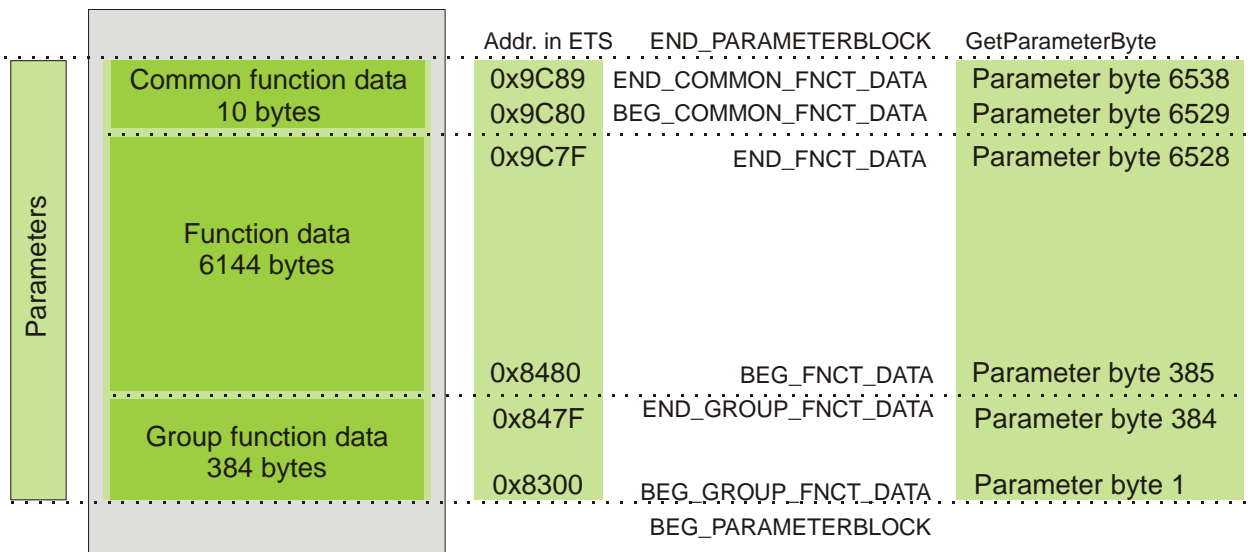 Addr. in ETS END_PARAMETERBLOCK GetParameterByte
Common function data 0x9C89 END_COMMON_FNCT_DATA Parameter byte 6538
10 bytes 0x9C80 BEG_COMMON_FNCT_DATA Parameter byte 6529
0x9C7F END_FNCT_DATA Parameter byte 6528
Parameters
Function data
6144 bytes
0x8480 BEG_FNCT_DATA Parameter byte 385
0x847F END_GROUP_FNCT_DATA Parameter byte 384
Group function data
384 bytes
0x8300 BEG_GROUP_FNCT_DATA Parameter byte 1
BEG_PARAMETERBLOCK